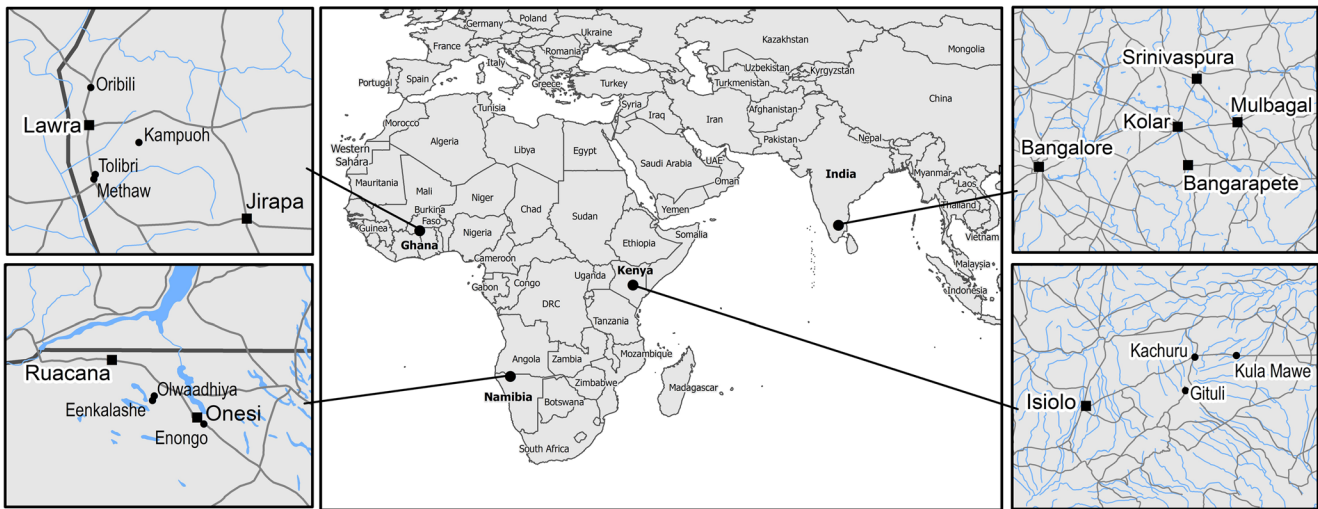 Oribili
Lawra
Kampuoh
Tolibri
Methaw
Jirapa
Ruacana
Olwaadhiya
Eenkalashe
Onesi
Enongo
Poland
Germany
Ukraine
France
Romania
Italy
Portugal
Spain
Greece
Turkey
Kazakhstan
Mongolia
Uzbekistan
Kyrgyzstan
Turkmenistan
China
Tunisia
Syria
Afghanistan
Morocco
Iraq
Iran
Pakistan
Nepal
Algeria
Libya
Egypt
Western
Sahara
Saudi Arabia
UAE
Oman
India
Myanmar
Laos
Thailand
Vietnam
Mauritania
Mali
Niger
Chad
Sudan
Yemen
Burkina
Faso
Guinea
Ghana
Nigeria
Ethiopia
Somalia
Cameroon
Uganda
Kenya
Malaysia
Indonesia
Gabon
Congo
DRC
Tanzania
Angola
Zambia
Mozambique
Zimbabwe
Madagascar
Namibia
Botswana
South Africa
Srinivaspura
Mulbagal
Kolar
Bangalore
Bangarapete
Kachuru
Kula Mawe
Isiolo
Gituli